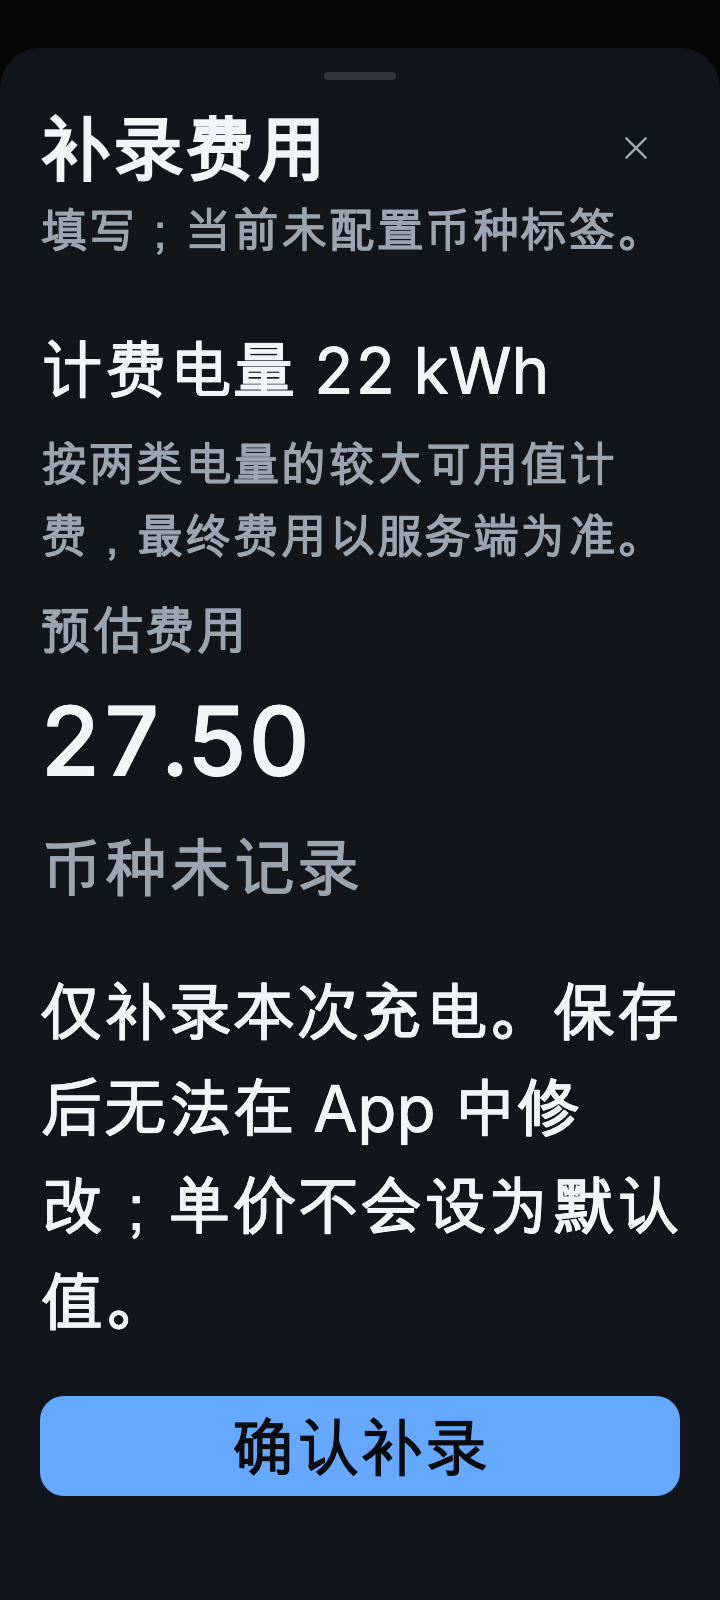 补录费用
填写；当前未配置币种标签。
计费电量 22 kWh
按两类电量的较大可用值计
费，最终费用以服务端为准。
预估费用
27.50
币种未记录
仅补录本次充电。保存
后无法在 App 中修
改；单价不会设为默认
值。
确认补录